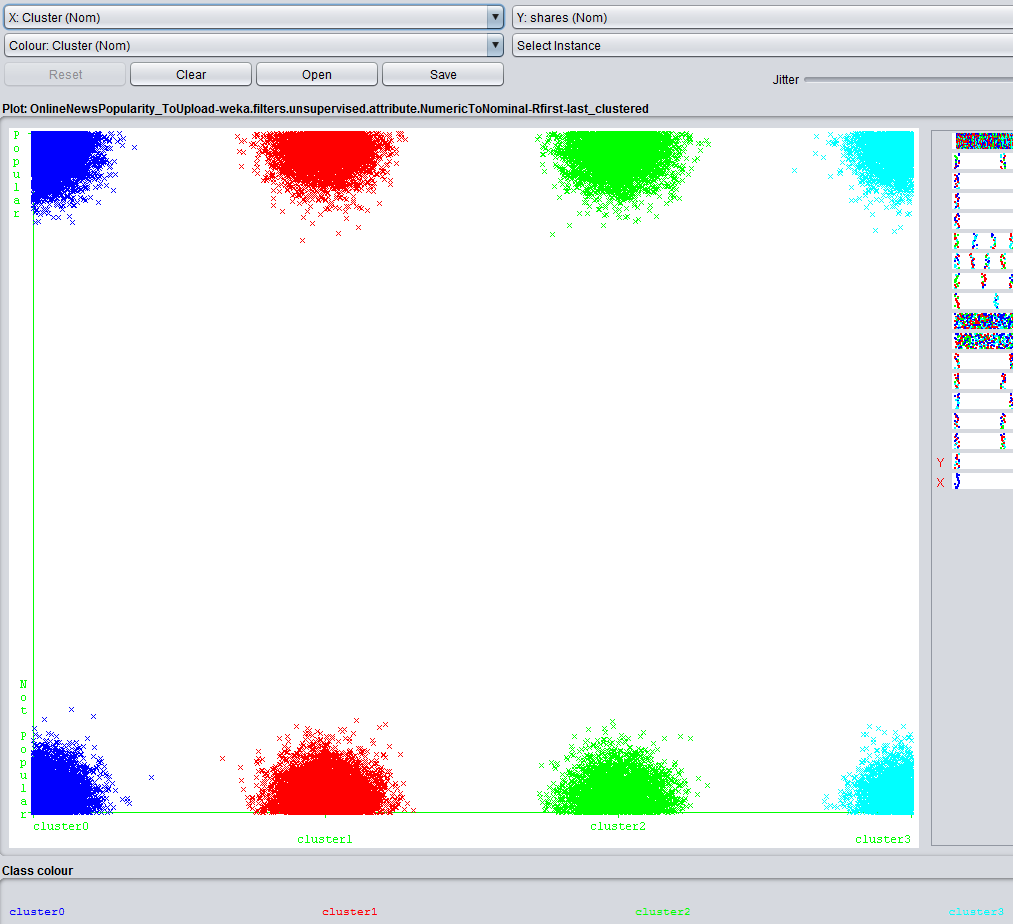 X: Cluster (Nom)
Y: shares (Nom)
Colour: Cluster (Nom)
Select Instance
Reset
Clear
Open
Save
Jitter
Plot: OnlineNewsPopularity_ToUpload-weka.filters.unsupervised.attribute.NumericToNominal-Rfirst-last_clustered
popular
Not popular
Y
X
cluster0
cluster1
cluster2
cluster3
Class colour
cluster0
cluster1
cluster2
cluster3